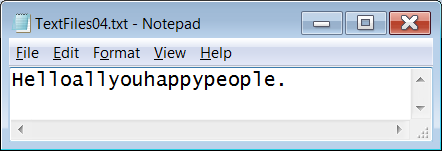 TextFiles04.txt - Notepad
File Edit Format View Help
Helloallyouhappypeople.